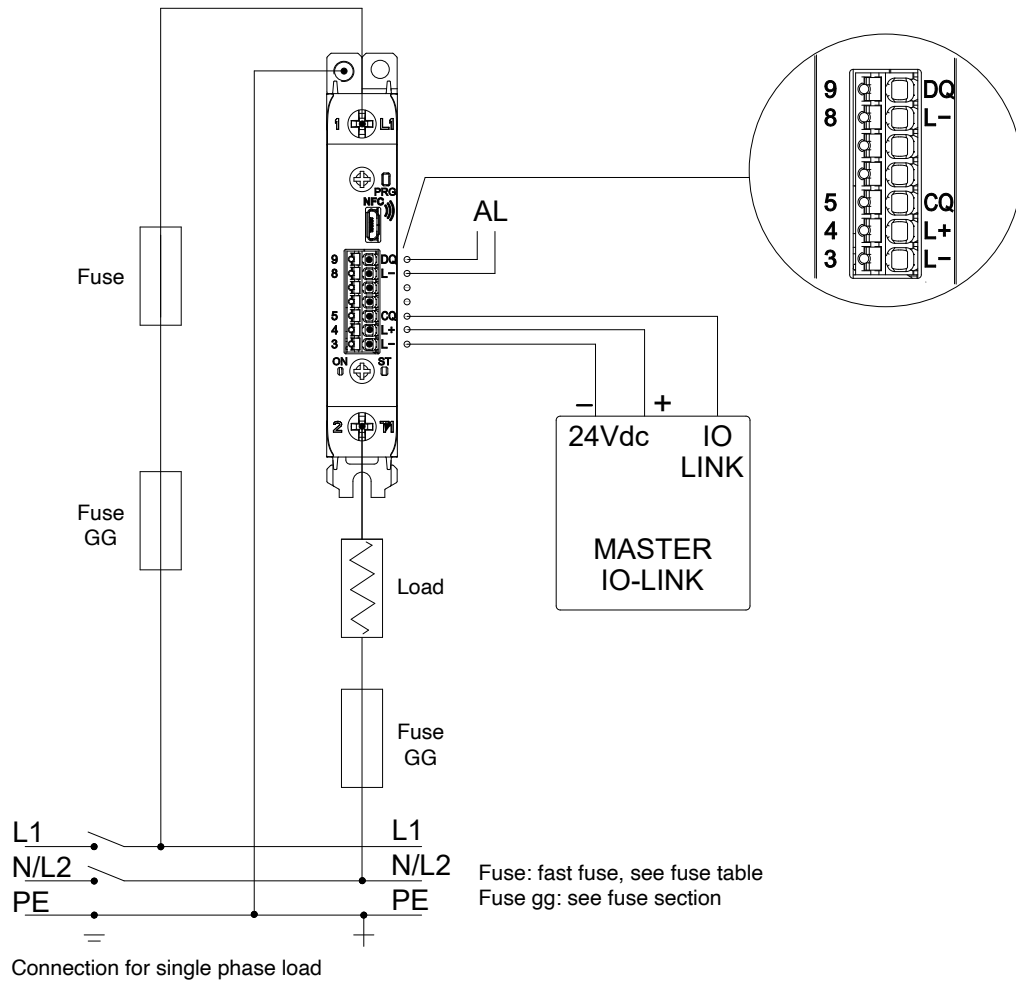 1 L1
PRG
NFC
9 DQ
8 L−
5 CQ
4 L+
3 L−
ON ST
2 T1
AL
9 DQ
8 L−
5 CQ
4 L+
3 L−
Fuse
Fuse
GG
− +
24Vdc IO
LINK
MASTER
IO-LINK
Load
Fuse
GG
L1 L1
N/L2 N/L2
PE PE
Fuse: fast fuse, see fuse table
Fuse gg: see fuse section
Connection for single phase load